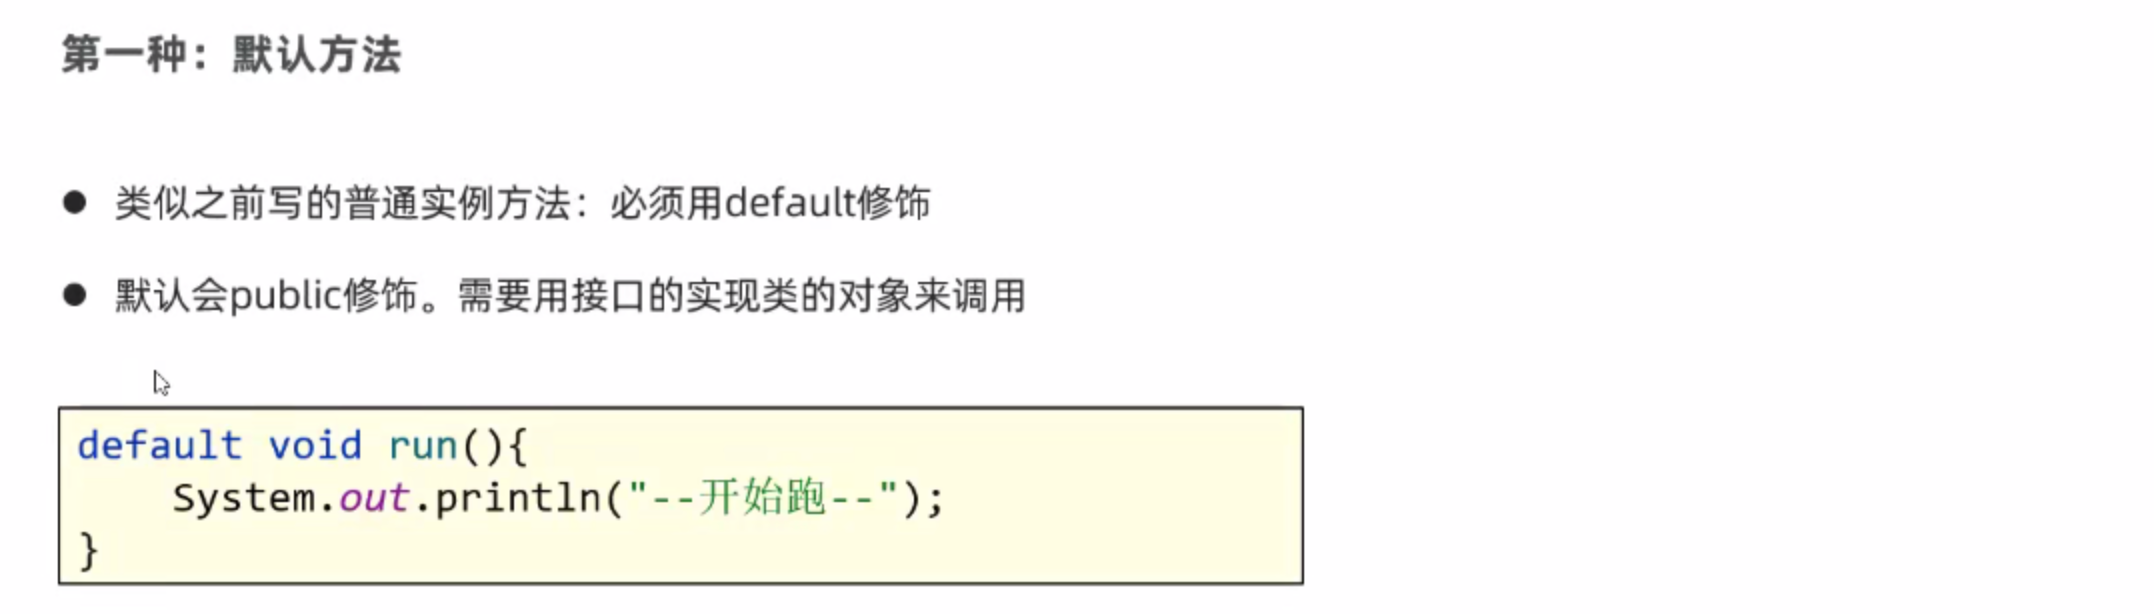 第一种：默认方法
● 类似之前写的普通实例方法：必须用default修饰
● 默认会public修饰。需要用接口的实现类的对象来调用
default void run(){
    System.out.println("--开始跑--");
}